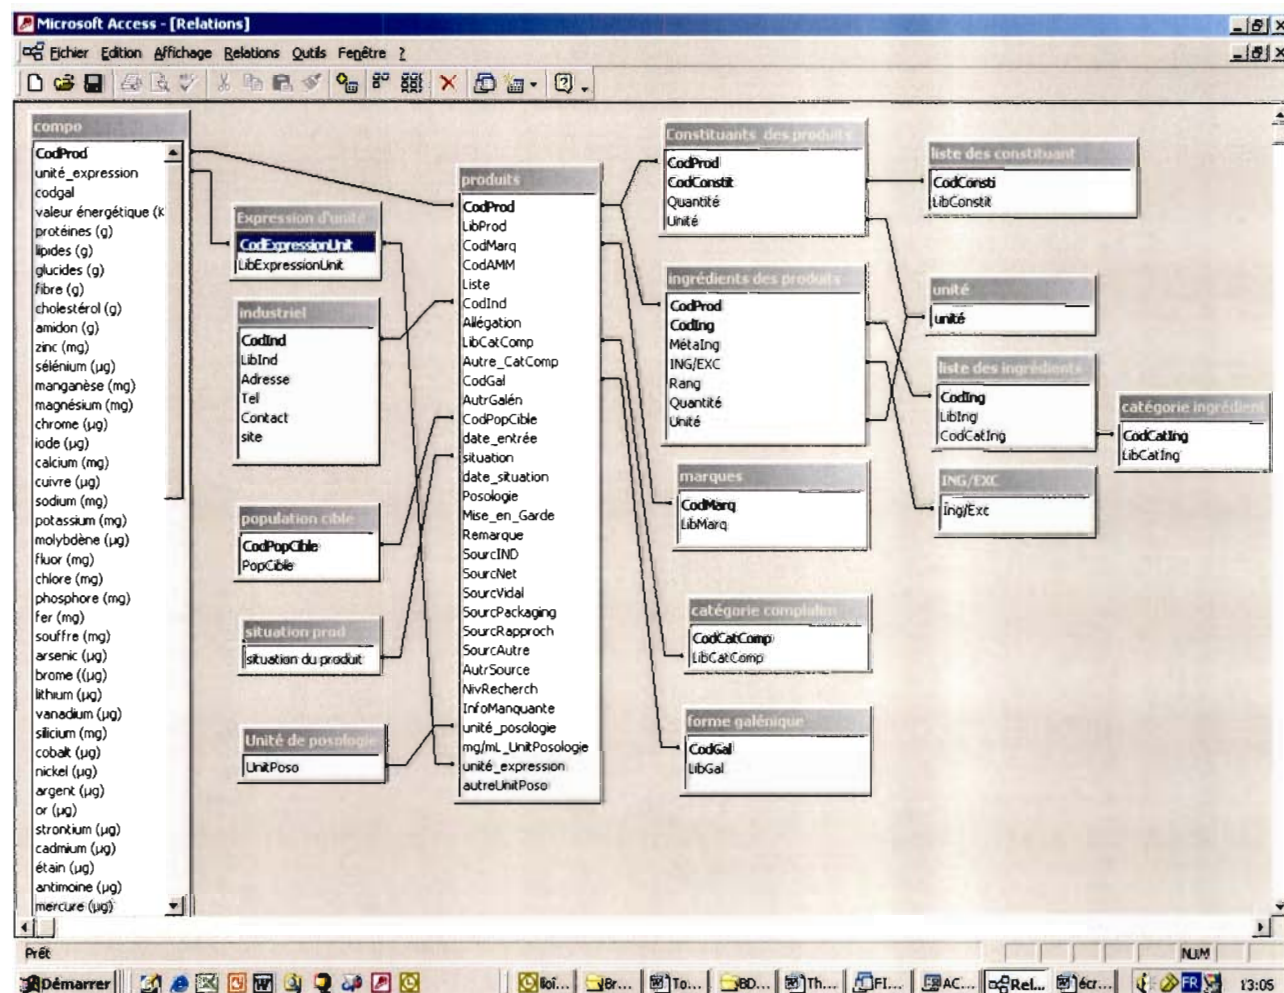 Microsoft Access - [Relations]
Fichier Edition Affichage Relations Outils Fenêtre ?
compo
CodProd
unité_expression
codgal
valeur énergétique (k
protéines (g)
lipides (g)
glucides (g)
fibre (g)
cholestérol (g)
amidon (g)
zinc (mg)
sélénium (µg)
manganèse (mg)
magnésium (mg)
chrome (µg)
iode (µg)
calcium (mg)
cuivre (µg)
sodium (mg)
potassium (mg)
molybdène (µg)
fluor (mg)
chlore (mg)
phosphore (mg)
fer (mg)
souffre (mg)
arsenic (µg)
brome ((µg)
lithium (µg)
vanadium (µg)
silicium (mg)
cobalt (µg)
nickel (µg)
argent (µg)
or (µg)
strontium (µg)
cadmium (µg)
étain (µg)
antimoine (µg)
mercure (µg)
Expression d'unité
CodExpressionUnit
LibExpressionUnit
industriel
CodInd
LibInd
Adresse
Tel
Contact
site
population cible
CodPopCible
PopCible
situation prod
situation du produit
Unité de posologie
UnitPoso
produits
CodProd
LibProd
CodMarq
CodAMM
Liste
CodInd
Allégation
LibCatComp
Autre_CatComp
CodGal
AutrGalén
CodPopCible
date_entrée
situation
date_situation
Posologie
Mise_en_Garde
Remarque
SourcIND
SourcNet
SourcVidal
SourcPackaging
SourcRapproch
SourcAutre
AutrSource
NivRecherch
InfoManquante
unité_posologie
mg/mL_UnitPosologie
unité_expression
autreUnitPoso
Constituants des produits
CodProd
CodConstit
Quantité
Unité
ingrédients des produits
CodProd
CodIng
MétaIng
ING/EXC
Rang
Quantité
Unité
marques
CodMarq
LibMarq
catégorie complalim
CodCatComp
LibCatComp
forme galénique
CodGal
LibGal
liste des constituant
CodConsti
LibConstit
unité
unité
liste des ingrédients
CodIng
LibIng
CodCatIng
ING/EXC
Ing/Exc
catégorie ingrédient
CodCatIng
LibCatIng
Prêt
NUM
Démarrer
Br...
To...
BD...
Th...
FI...
AC...
Rel...
écr...
FR
13:05